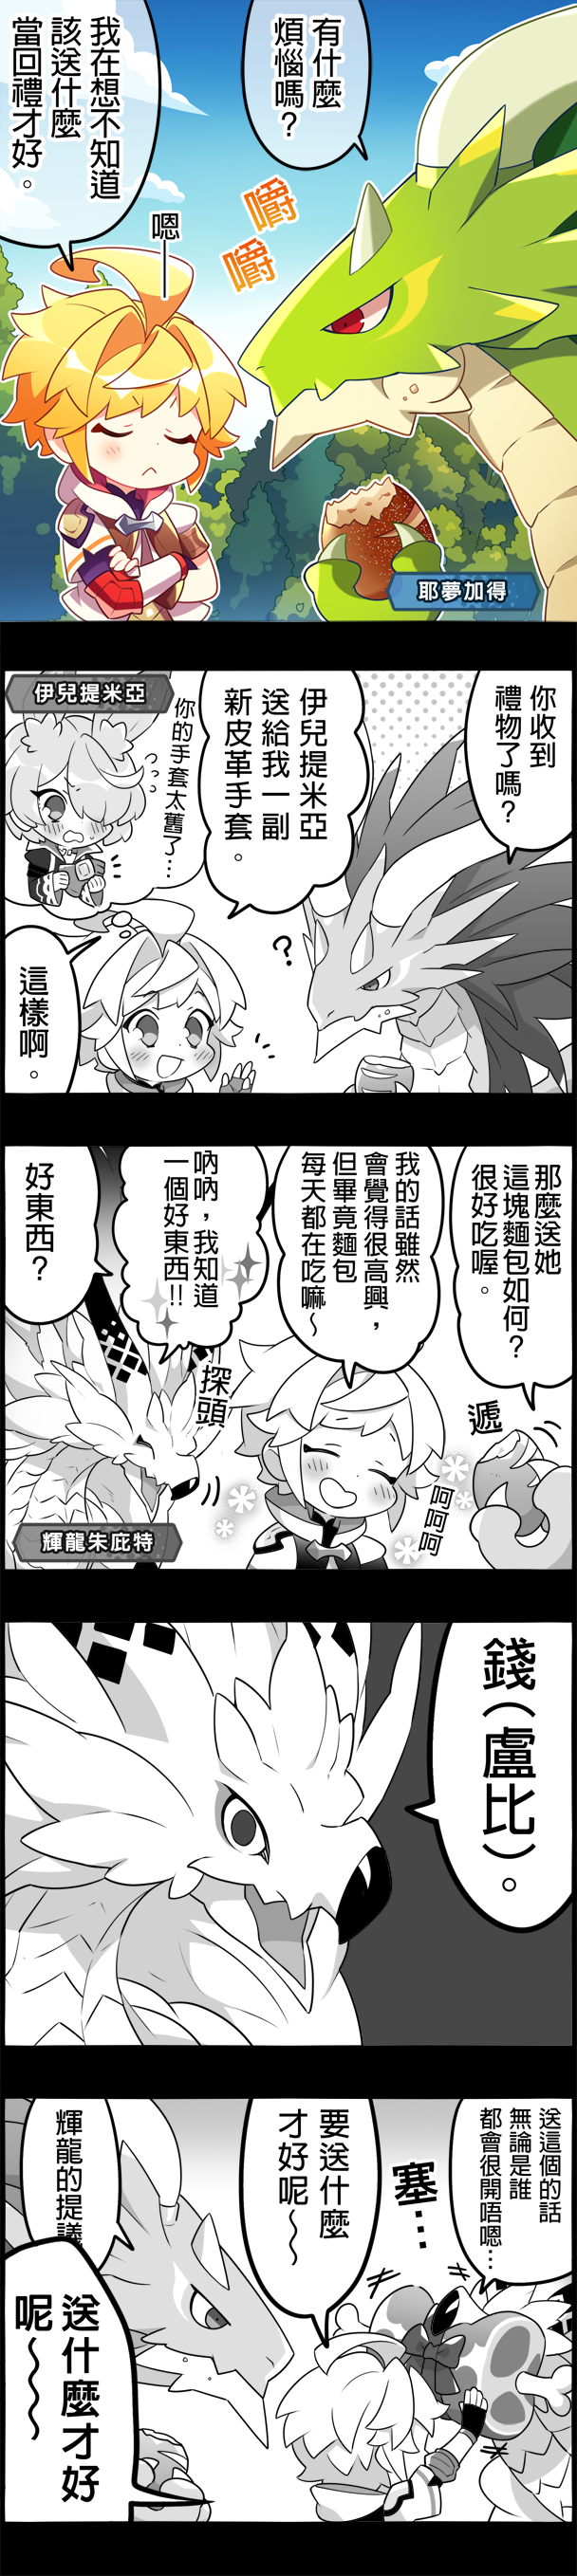 有什麼
煩惱嗎？
嚼
嚼
嗯—
我在想不知道
該送什麼
當回禮才好。
耶夢加得
你收到
禮物了嗎？
伊兒提米亞
送給我一副
新皮革手套。
你的手套太舊了…
伊兒提米亞
？
這樣啊。
那麼送她
這塊麵包如何？
很好吃喔。
遞
我的話雖然
會覺得很高興，
但畢竟麵包
每天都在吃嘛～
呵呵呵
吶吶，我知道
一個好東西!!
探頭
好東西？
輝龍朱庇特
錢（盧比）。
送這個的話
無論是誰
都會很開唔嗯…
塞…
要送什麼
才好呢～～
輝龍的提議
送什麼才好
呢～～～